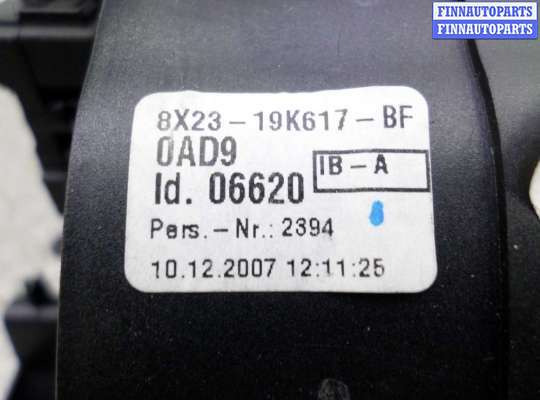 FINNAUTOPARTS
FINNAUTOPARTS
8X23-19K617-BF
0AD9
IB-A
Id. 06620
Pers.-Nr.: 2394
10.12.2007 12:11:25